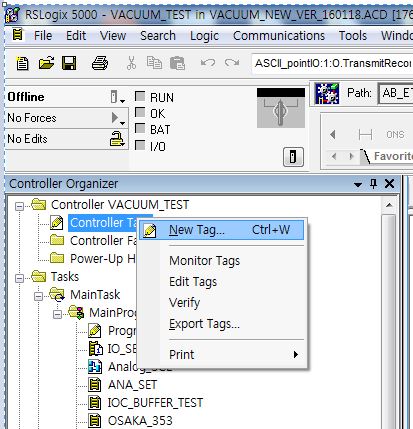 RSLogix 5000 - VACUUM_TEST in VACUUM_NEW_VER_160118.ACD [176
File Edit View Search Logic Communications Tools Window
ASCII_pointIO:1:O.TransmitRecor
Offline
RUN
Path: AB_ET
No Forces
OK
No Edits
BAT
I/O
ONS
Favorite
Controller Organizer
Controller VACUUM_TEST
Controller Ta
New Tag... Ctrl+W
Controller Fa
Power-Up H
Monitor Tags
Tasks
Edit Tags
MainTask
Verify
MainProg
Export Tags...
Progr
IO_SE
Print
ANA_SET
IOC_BUFFER_TEST
OSAKA_353